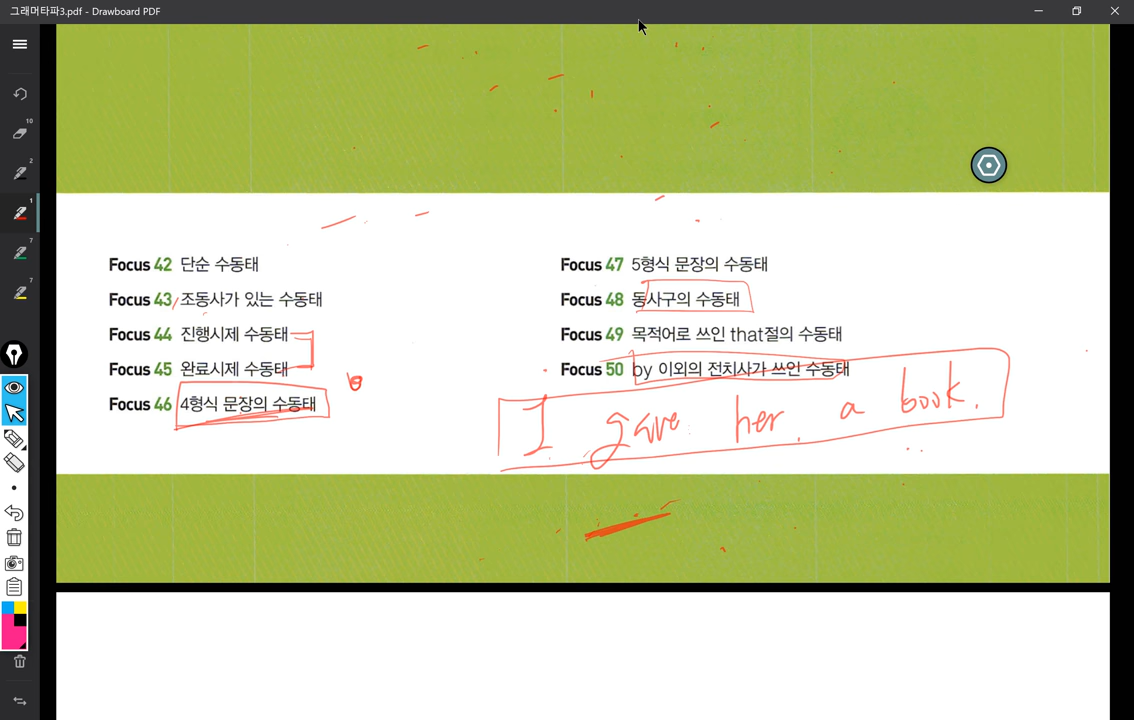 그래머타파3.pdf - Drawboard PDF
10
2
1
7
7
Focus 42 단순 수동태
Focus 43 조동사가 있는 수동태
Focus 44 진행시제 수동태
Focus 45 완료시제 수동태
Focus 46 4형식 문장의 수동태
Focus 47 5형식 문장의 수동태
Focus 48 동사구의 수동태
Focus 49 목적어로 쓰인 that절의 수동태
Focus 50 by 이외의 전치사가 쓰인 수동태
I gave her a book.